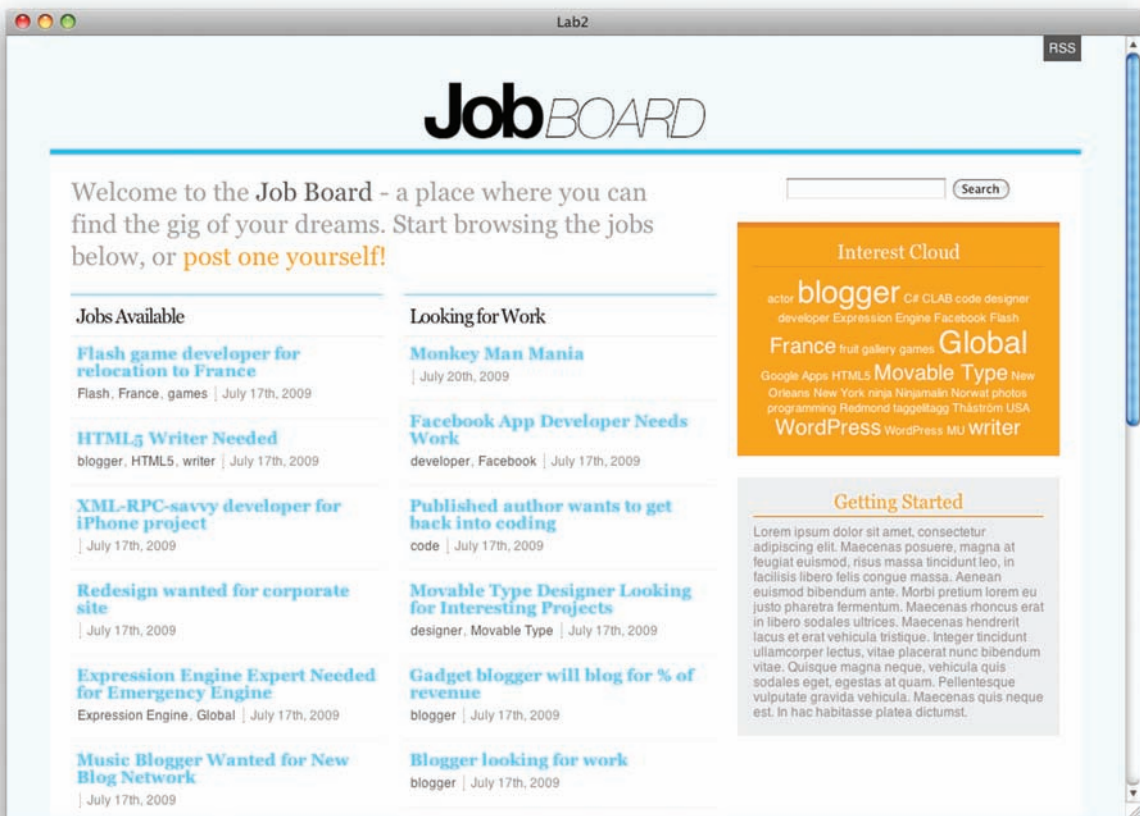 Lab2
RSS
JobBOARD
Welcome to the Job Board - a place where you can
find the gig of your dreams. Start browsing the jobs
below, or post one yourself!
Search
Jobs Available
Flash game developer for
relocation to France
Flash, France, games | July 17th, 2009
HTML5 Writer Needed
blogger, HTML5, writer | July 17th, 2009
XML-RPC-savvy developer for
iPhone project
| July 17th, 2009
Redesign wanted for corporate
site
| July 17th, 2009
Expression Engine Expert Needed
for Emergency Engine
Expression Engine, Global | July 17th, 2009
Music Blogger Wanted for New
Blog Network
| July 17th, 2009
Looking for Work
Monkey Man Mania
| July 20th, 2009
Facebook App Developer Needs
Work
developer, Facebook | July 17th, 2009
Published author wants to get
back into coding
code | July 17th, 2009
Movable Type Designer Looking
for Interesting Projects
designer, Movable Type | July 17th, 2009
Gadget blogger will blog for % of
revenue
blogger | July 17th, 2009
Blogger looking for work
blogger | July 17th, 2009
Interest Cloud
actor blogger C# CLAB code designer
developer Expression Engine Facebook Flash
France fruit gallery games Global
Google Apps HTML5 Movable Type New
Orleans New York ninja Ninjamalin Norwat photos
programming Redmond taggelitagg Thåström USA
WordPress WordPress MU writer
Getting Started
Lorem ipsum dolor sit amet, consectetur
adipiscing elit. Maecenas posuere, magna at
feugiat euismod, risus massa tincidunt leo, in
facilisis libero felis congue massa. Aenean
euismod bibendum ante. Morbi pretium lorem eu
justo pharetra fermentum. Maecenas rhoncus erat
in libero sodales ultrices. Maecenas hendrerit
lacus et erat vehicula tristique. Integer tincidunt
ullamcorper lectus, vitae placerat nunc bibendum
vitae. Quisque magna neque, vehicula quis
sodales eget, egestas at quam. Pellentesque
vulputate gravida vehicula. Maecenas quis neque
est. In hac habitasse platea dictumst.